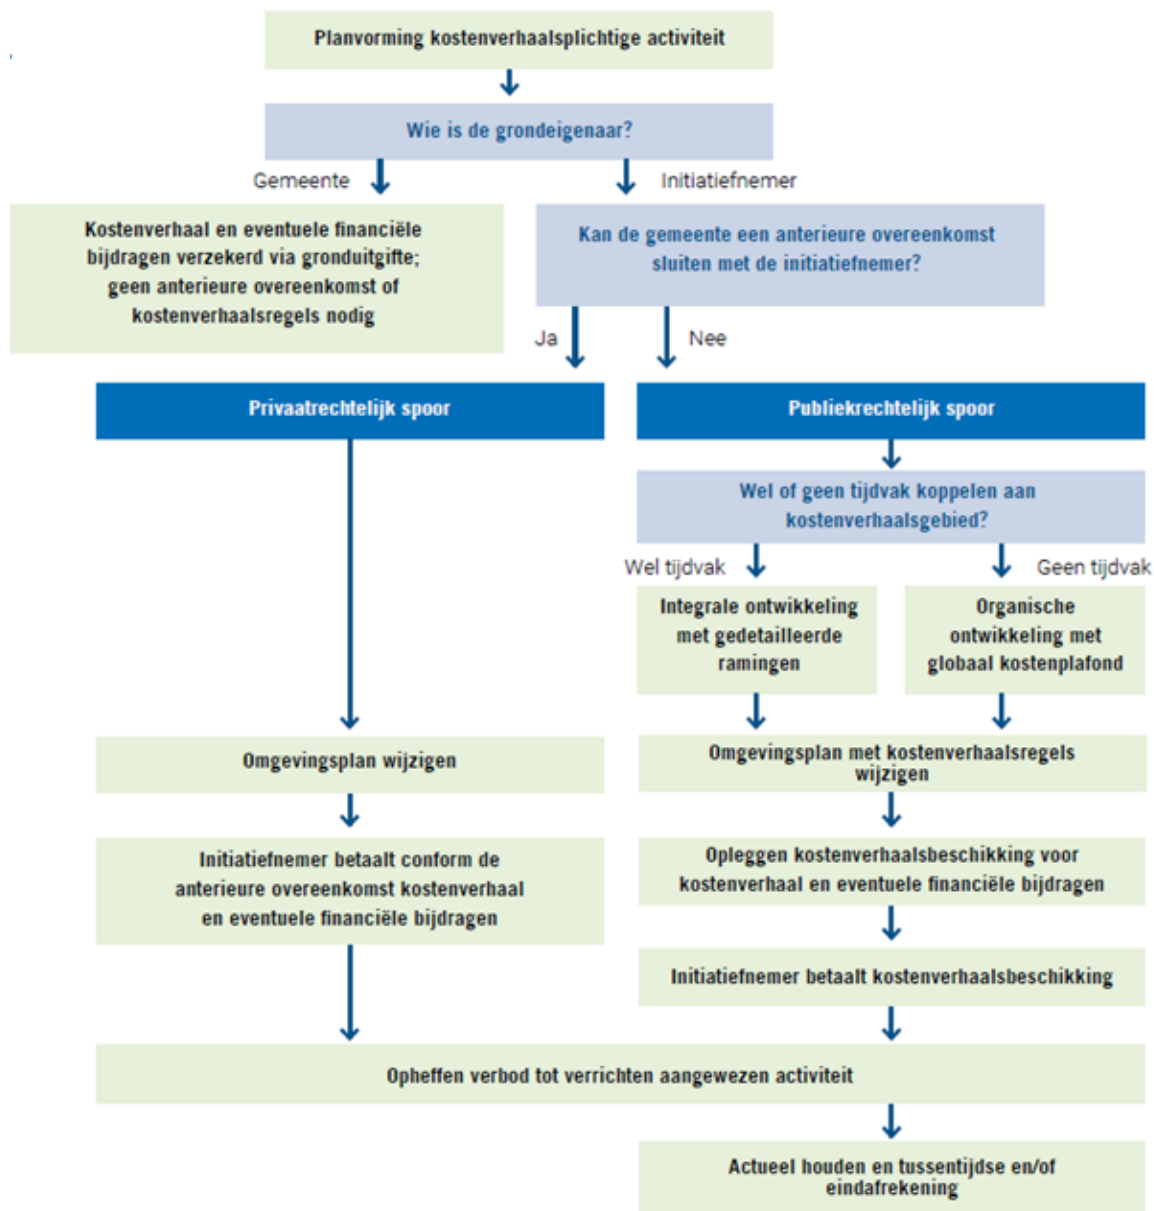 Planvorming kostenverhaalsplichtige activiteit
Wie is de grondeigenaar?
Gemeente
Initiatiefnemer
Kostenverhaal en eventuele financiële
bijdragen verzekerd via gronduitgifte;
geen anterieure overeenkomst of
kostenverhaalsregels nodig
Kan de gemeente een anterieure overeenkomst
sluiten met de initiatiefnemer?
Ja
Nee
Privaatrechtelijk spoor
Publiekrechtelijk spoor
Wel of geen tijdvak koppelen aan
kostenverhaalsgebied?
Wel tijdvak
Geen tijdvak
Integrale ontwikkeling
met gedetailleerde
ramingen
Organische
ontwikkeling met
globaal kostenplafond
Omgevingsplan wijzigen
Omgevingsplan met kostenverhaalsregels
wijzigen
Initiatiefnemer betaalt conform de
anterieure overeenkomst kostenverhaal
en eventuele financiële bijdragen
Opleggen kostenverhaalsbeschikking voor
kostenverhaal en eventuele financiële bijdragen
Initiatiefnemer betaalt kostenverhaalsbeschikking
Opheffen verbod tot verrichten aangewezen activiteit
Actueel houden en tussentijdse en/of
eindafrekening